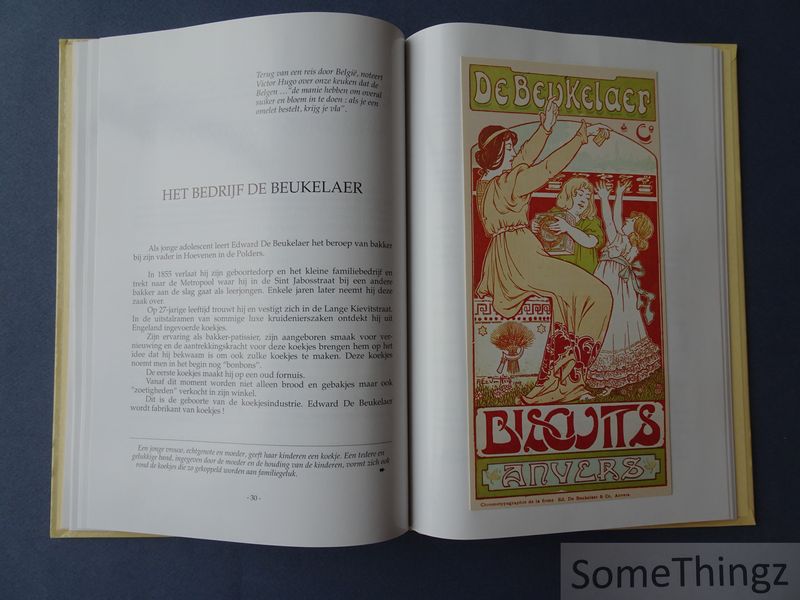 Terug van een reis door België, noteert
Victor Hugo over onze keuken dat de
Belgen ..."de manie hebben om overal
suiker en bloem in te doen : als je een
omelet bestelt, krijg je vla".
HET BEDRIJF DE BEUKELAER
Als jonge adolescent leert Edward De Beukelaer het beroep van bakker
bij zijn vader in Hoevenen in de Polders.
In 1855 verlaat hij zijn geboortedorp en het kleine familiebedrijf en
trekt naar de Metropool waar hij in de Sint Jabosstraat bij een andere
bakker aan de slag gaat als leerjongen. Enkele jaren later neemt hij deze
zaak over.
Op 27-jarige leeftijd trouwt hij en vestigt zich in de Lange Kievitstraat.
In de uitstalramen van sommige luxe kruidenierszaken ontdekt hij uit
Engeland ingevoerde koekjes.
Zijn ervaring als bakker-patissier, zijn aangeboren smaak voor ver-
nieuwing en de aantrekkingskracht voor deze koekjes brengen hem op het
idee dat hij bekwaam is om ook zulke koekjes te maken. Deze koekjes
noemt men in het begin nog "bonbons".
De eerste koekjes maakt hij op een oud fornuis.
Vanaf dit moment worden niet alleen brood en gebakjes maar ook
"zoetigheden" verkocht in zijn winkel.
Dit is de geboorte van de koekjesindustrie. Edward De Beukelaer
wordt fabrikant van koekjes !
Een jonge vrouw, echtgenote en moeder, geeft haar kinderen een koekje. Een tedere en
gelukkige band, ingegeven door de moeder en de houding van de kinderen, vormt zich ook
rond de koekjes die zo gekoppeld worden aan familiegeluk.
- 30 -
De Beukelaer
& Co
BISCUITS
ANVERS
Chromotypographie de la firme Ed. De Beukelaer & Co, Anvers
SomeThingz